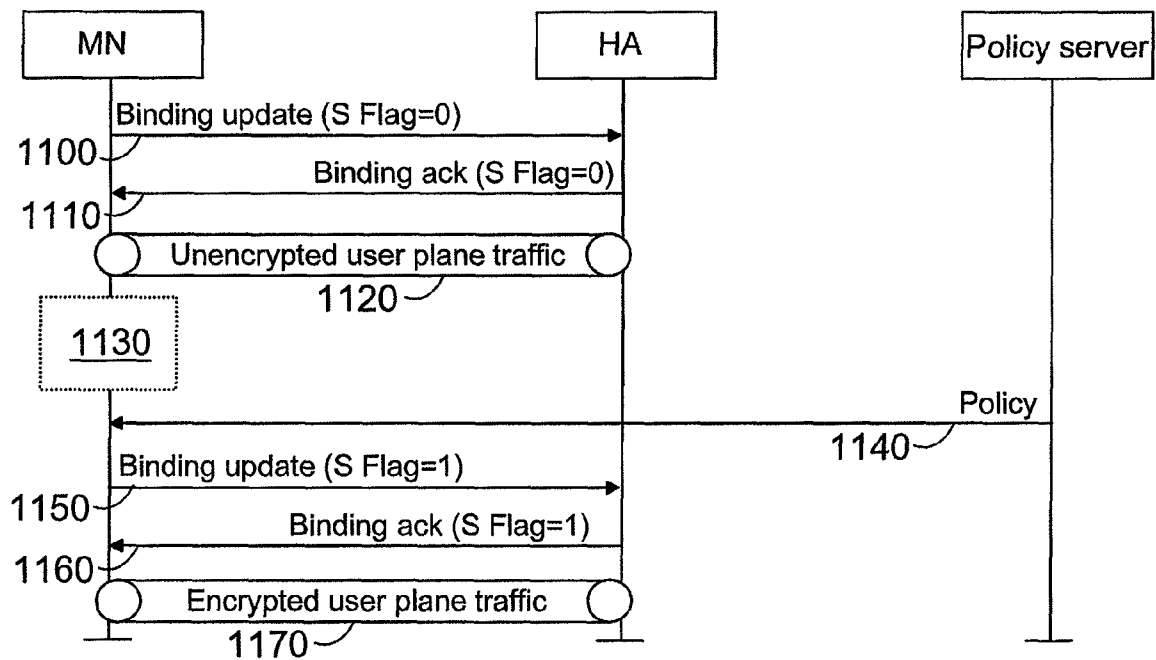 MN
HA
Policy server
Binding update (S Flag=0)
1100
Binding ack (S Flag=0)
1110
Unencrypted user plane traffic
1120
1130
Policy
1140
Binding update (S Flag=1)
1150
Binding ack (S Flag=1)
1160
Encrypted user plane traffic
1170